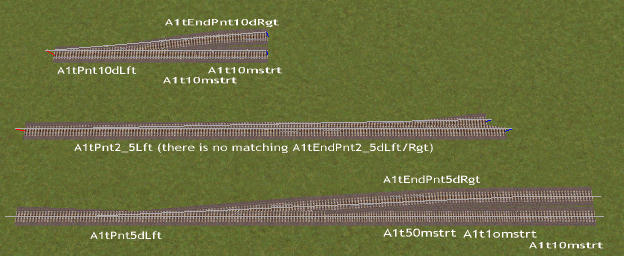 A1tEndPnt10dRgt
A1tPnt10dLft
A1t10mstrt
A1t10mstrt
A1tPnt2_5Lft (there is no matching A1tEndPnt2_5dLft/Rgt)
A1tEndPnt5dRgt
A1tPnt5dLft
A1t50mstrt
A1t1omstrt
A1t10mstrt